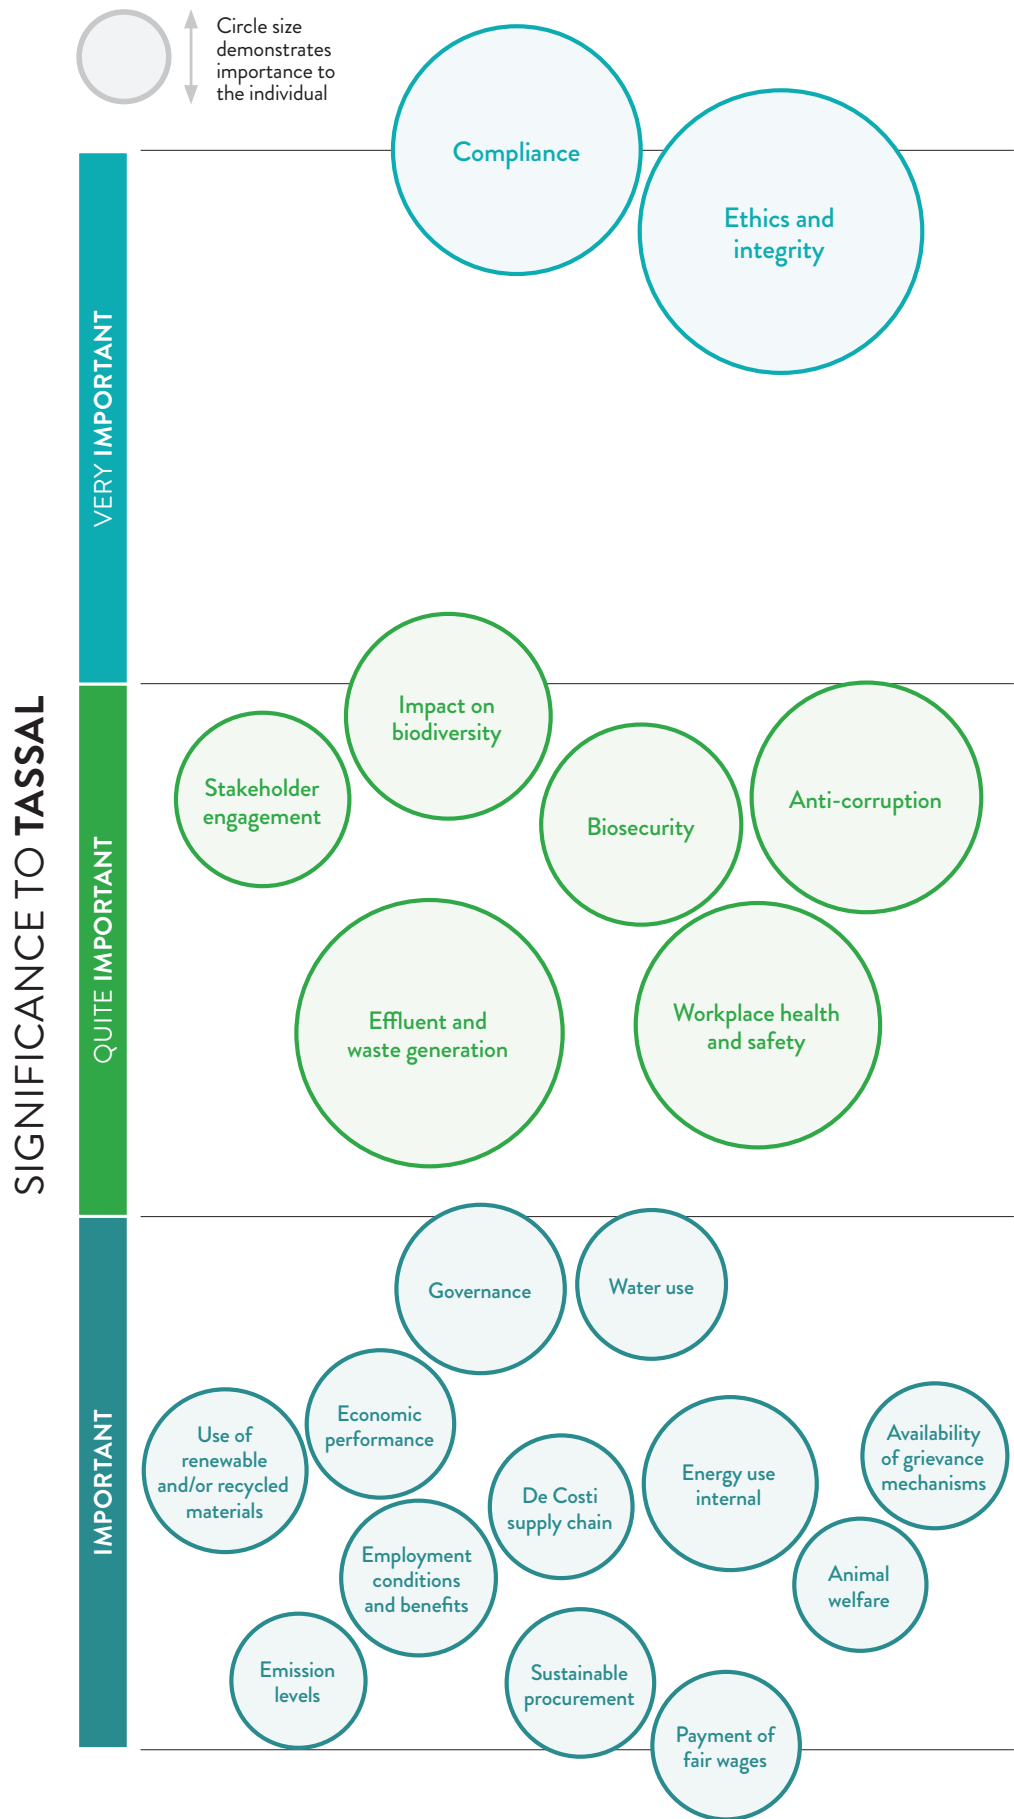 Circle size
demonstrates
importance to
the individual
SIGNIFICANCE TO TASSAL
VERY IMPORTANT
Compliance
Ethics and
integrity
QUITE IMPORTANT
Impact on
biodiversity
Stakeholder
engagement
Biosecurity
Anti-corruption
Effluent and
waste generation
Workplace health
and safety
IMPORTANT
Governance
Water use
Economic
performance
Use of
renewable
and/or recycled
materials
De Costi
supply chain
Energy use
internal
Availability
of grievance
mechanisms
Employment
conditions
and benefits
Animal
welfare
Emission
levels
Sustainable
procurement
Payment of
fair wages